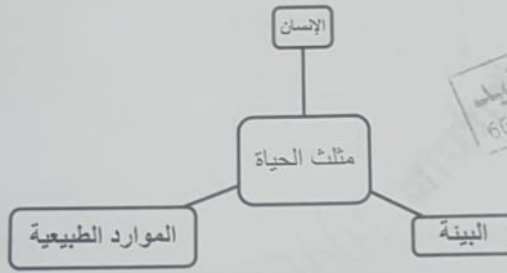 الإنسان
مثلث الحياة
الموارد الطبيعية
البيئة